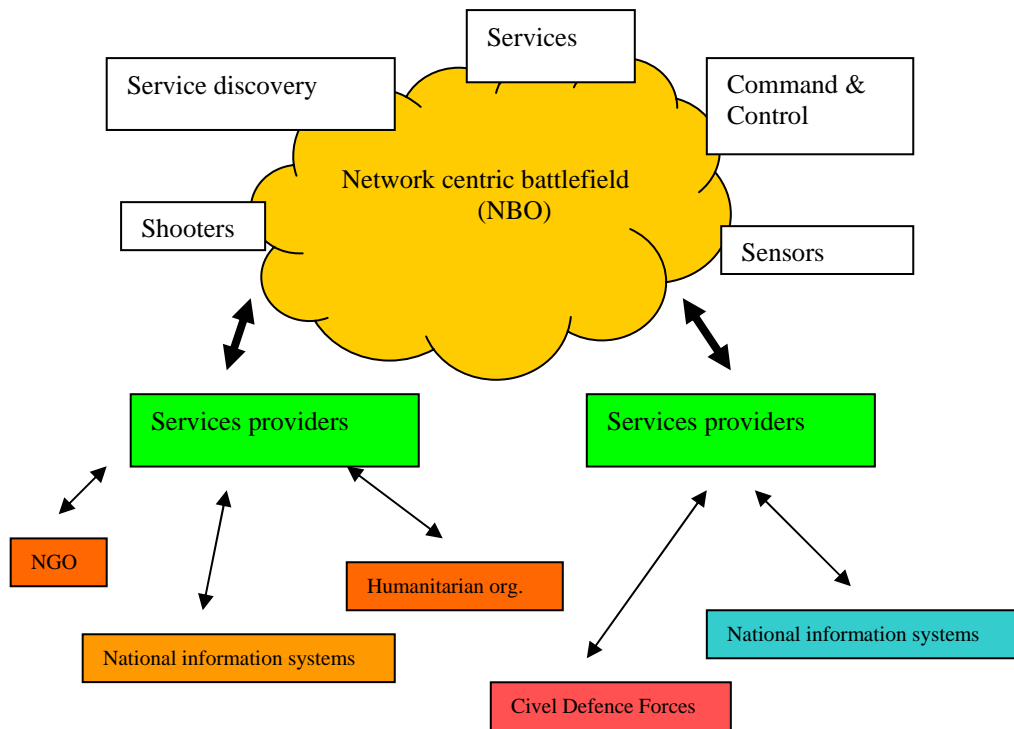 Services
Service discovery
Command &
Control
Network centric battlefield
(NBO)
Shooters
Sensors
Services providers
Services providers
NGO
Humanitarian org.
National information systems
National information systems
Civel Defence Forces